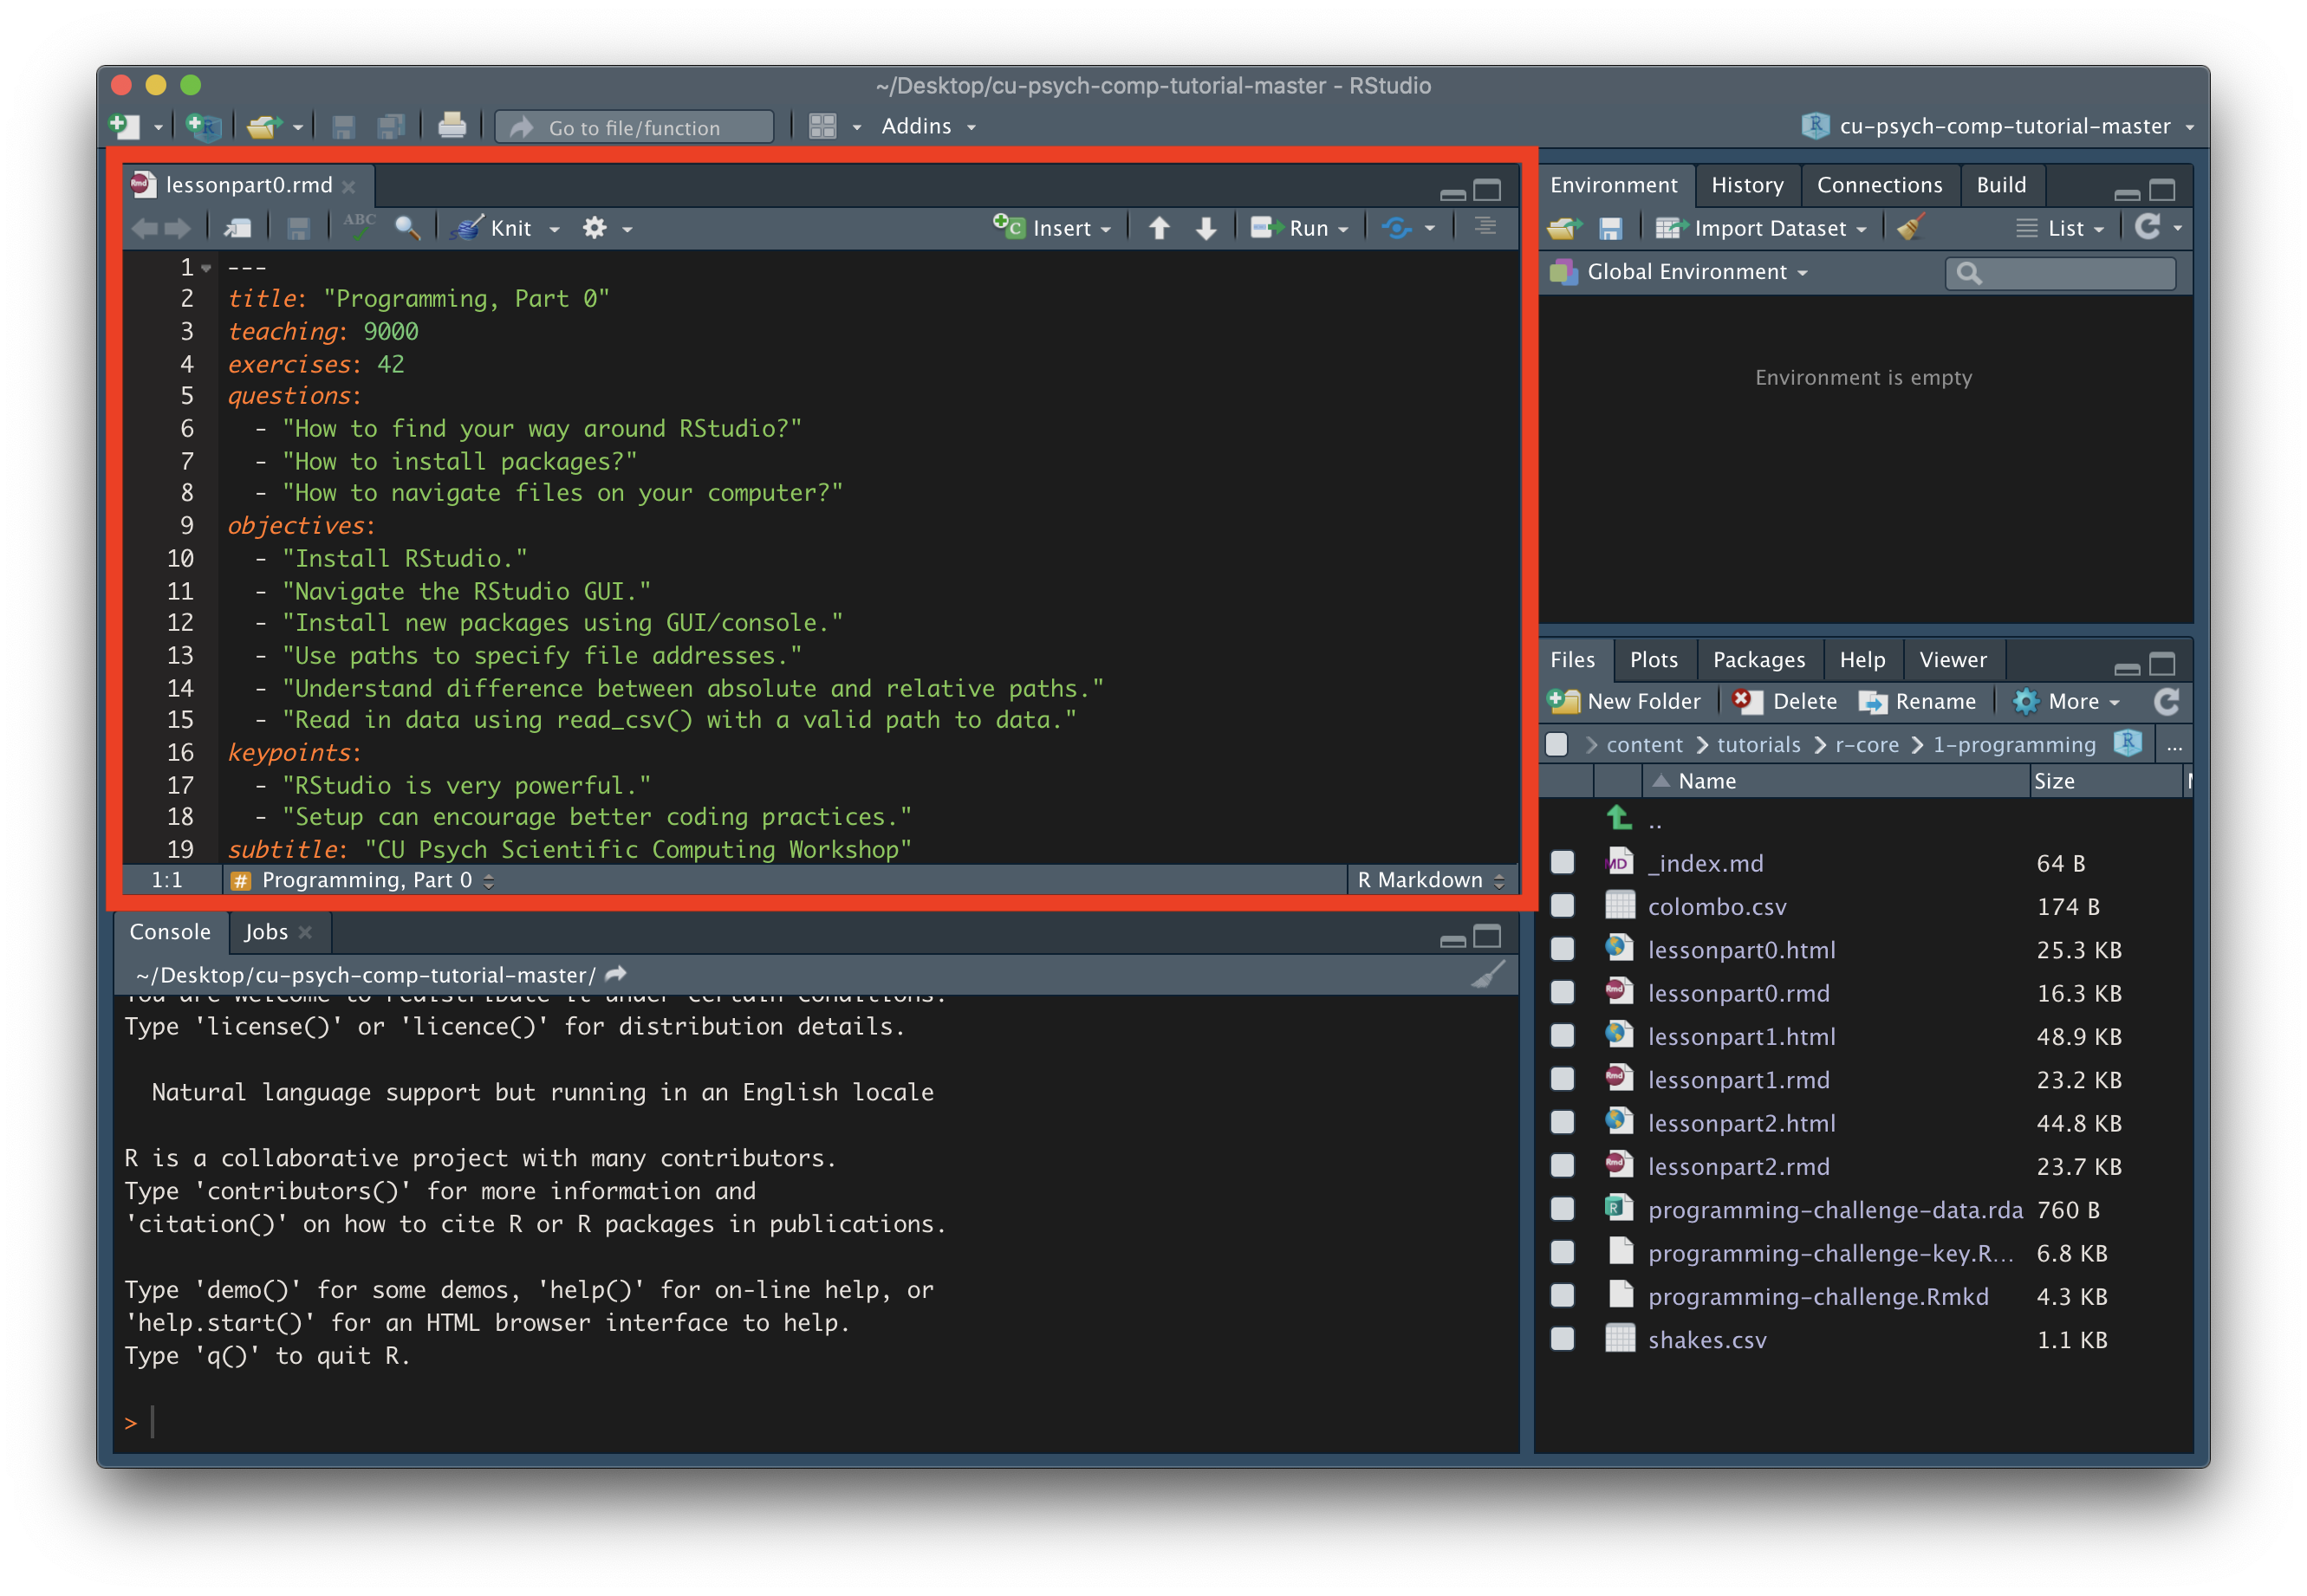 ~/Desktop/cu-psych-comp-tutorial-master - RStudio
Go to file/function
Addins
cu-psych-comp-tutorial-master
lessonpart0.rmd
ABC
Knit
Insert
Run
1 ---
2 title: "Programming, Part 0"
3 teaching: 9000
4 exercises: 42
5 questions:
6 - "How to find your way around RStudio?"
7 - "How to install packages?"
8 - "How to navigate files on your computer?"
9 objectives:
10 - "Install RStudio."
11 - "Navigate the RStudio GUI."
12 - "Install new packages using GUI/console."
13 - "Use paths to specify file addresses."
14 - "Understand difference between absolute and relative paths."
15 - "Read in data using read_csv() with a valid path to data."
16 keypoints:
17 - "RStudio is very powerful."
18 - "Setup can encourage better coding practices."
19 subtitle: "CU Psych Scientific Computing Workshop"
1:1 # Programming, Part 0 R Markdown
Console Jobs
~/Desktop/cu-psych-comp-tutorial-master/
You are welcome to redistribute it under certain conditions.
Type 'license()' or 'licence()' for distribution details.
Natural language support but running in an English locale
R is a collaborative project with many contributors.
Type 'contributors()' for more information and
'citation()' on how to cite R or R packages in publications.
Type 'demo()' for some demos, 'help()' for on-line help, or
'help.start()' for an HTML browser interface to help.
Type 'q()' to quit R.
>
Environment History Connections Build
Import Dataset List
Global Environment
Environment is empty
Files Plots Packages Help Viewer
New Folder Delete Rename More
content tutorials r-core 1-programming ...
Name Size
..
_index.md 64 B
colombo.csv 174 B
lessonpart0.html 25.3 KB
lessonpart0.rmd 16.3 KB
lessonpart1.html 48.9 KB
lessonpart1.rmd 23.2 KB
lessonpart2.html 44.8 KB
lessonpart2.rmd 23.7 KB
programming-challenge-data.rda 760 B
programming-challenge-key.R... 6.8 KB
programming-challenge.Rmkd 4.3 KB
shakes.csv 1.1 KB